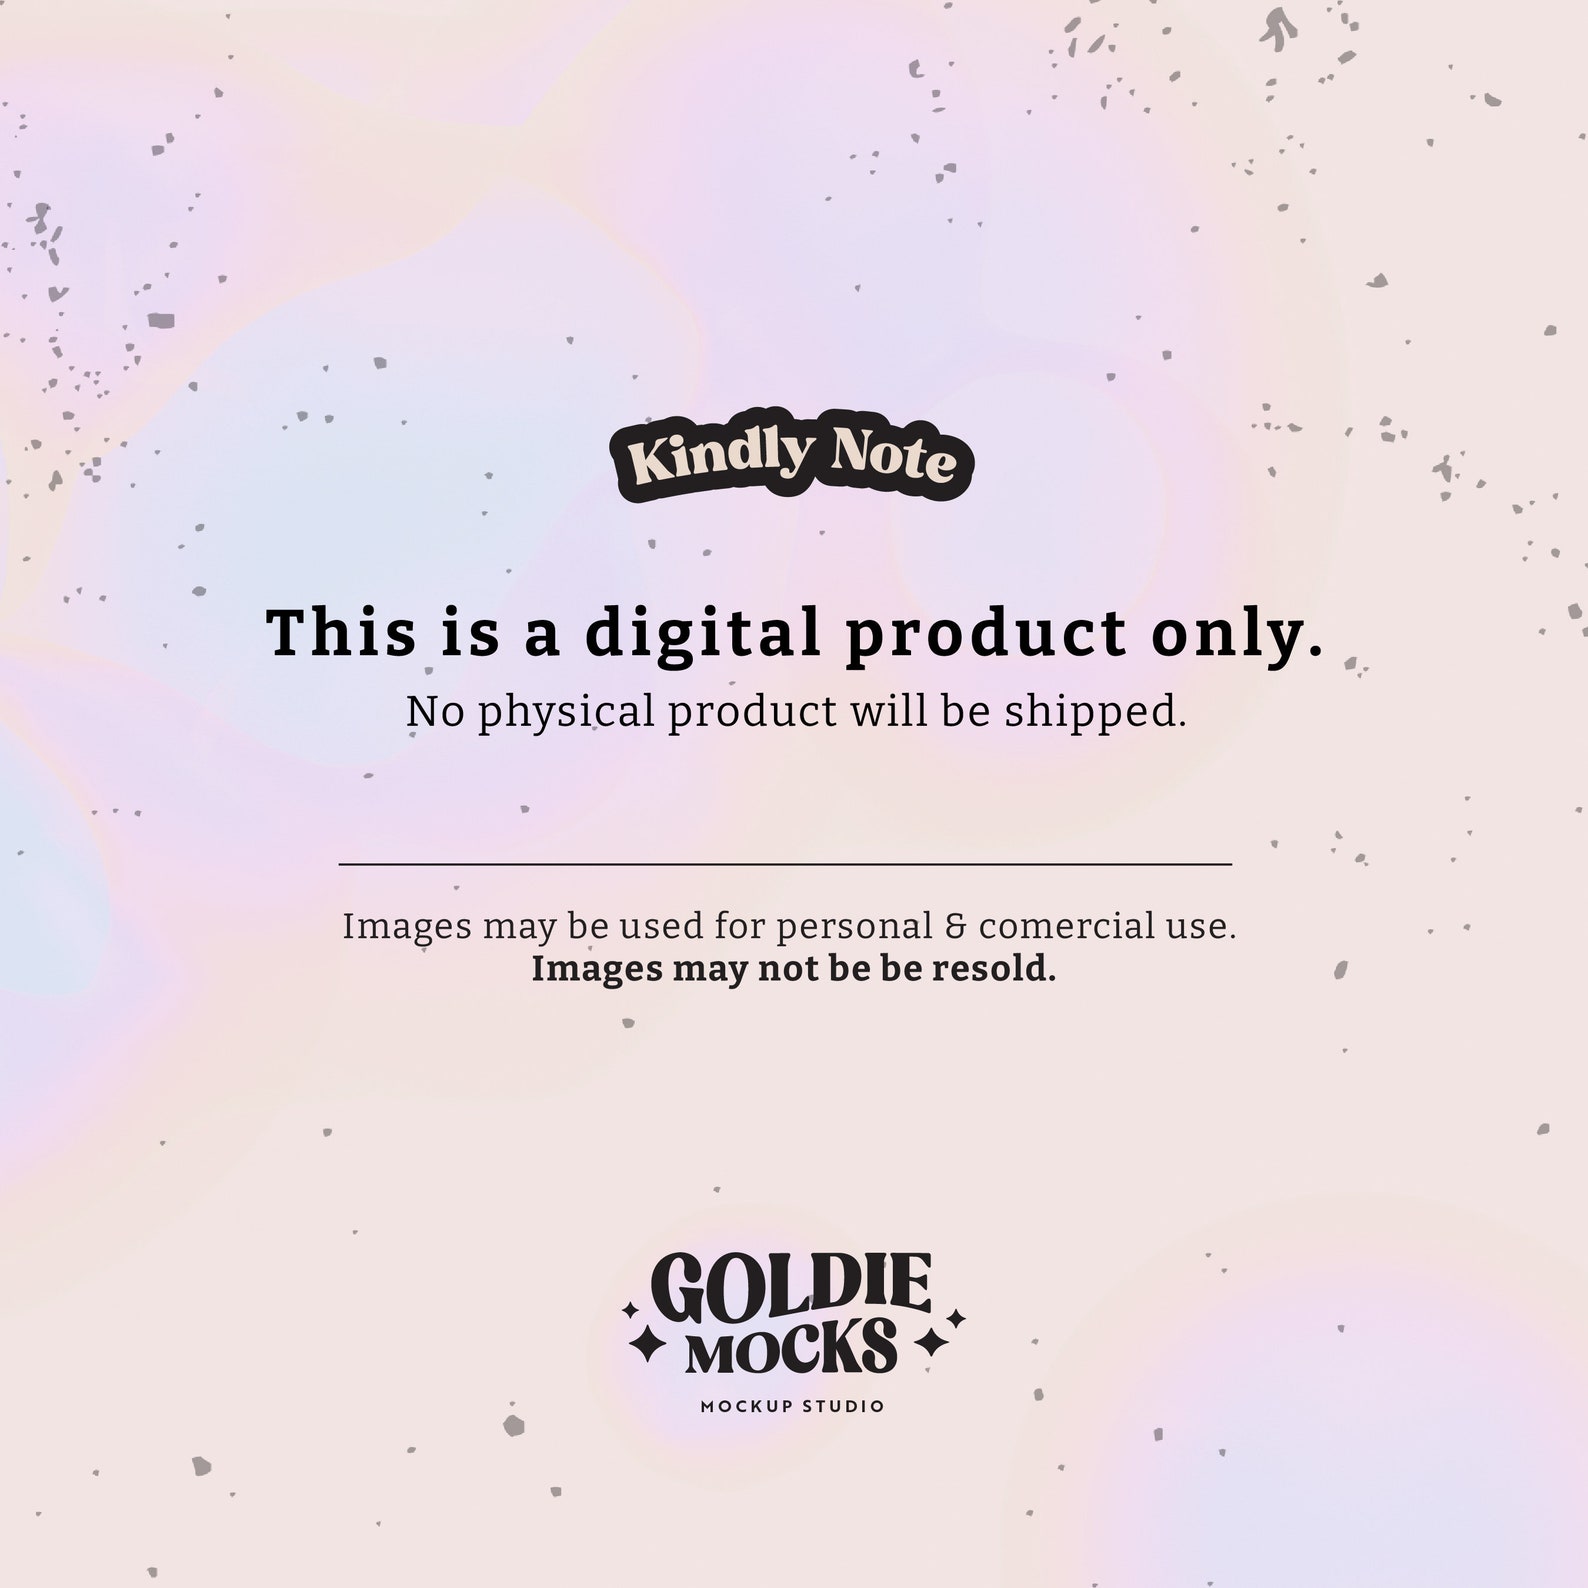 Kindly Note
This is a digital product only.
No physical product will be shipped.
Images may be used for personal & comercial use.
Images may not be be resold.
GOLDIE
MOCKS
MOCKUP STUDIO